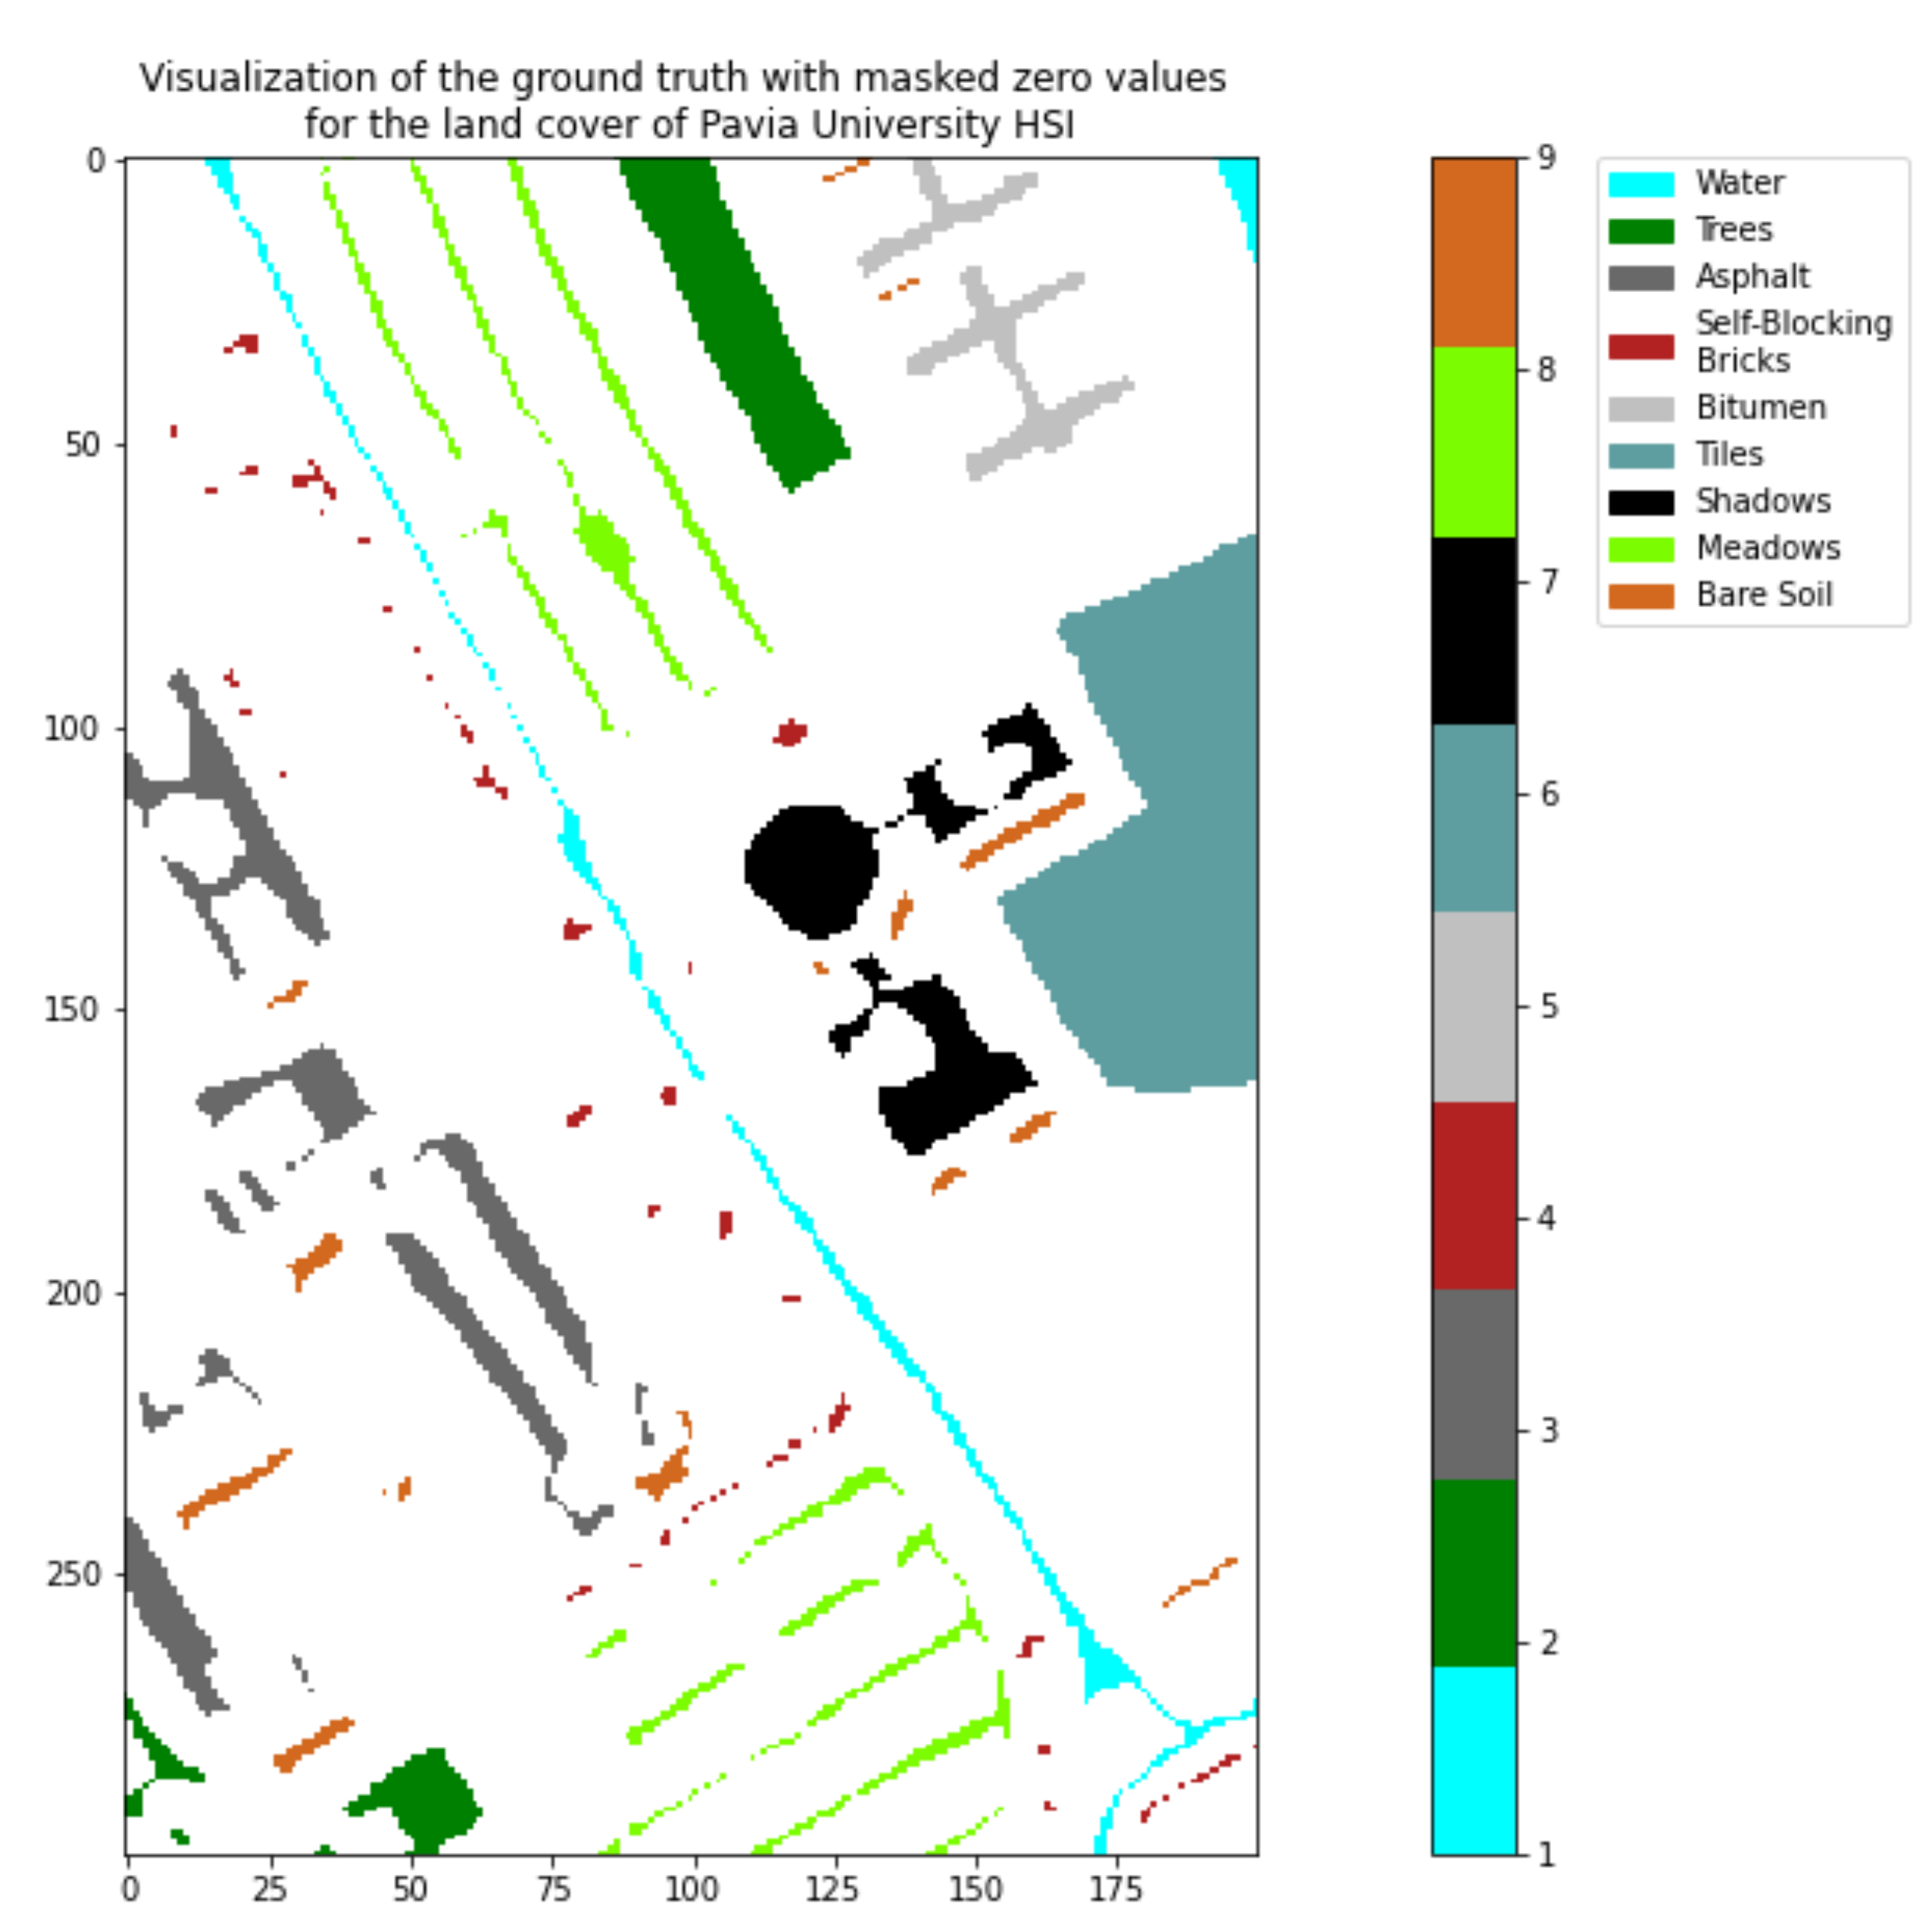 Visualization of the ground truth with masked zero values
for the land cover of Pavia University HSI
0
50
100
150
200
250
0 25 50 75 100 125 150 175
9
8
7
6
5
4
3
2
1
Water
Trees
Asphalt
Self-Blocking
Bricks
Bitumen
Tiles
Shadows
Meadows
Bare Soil